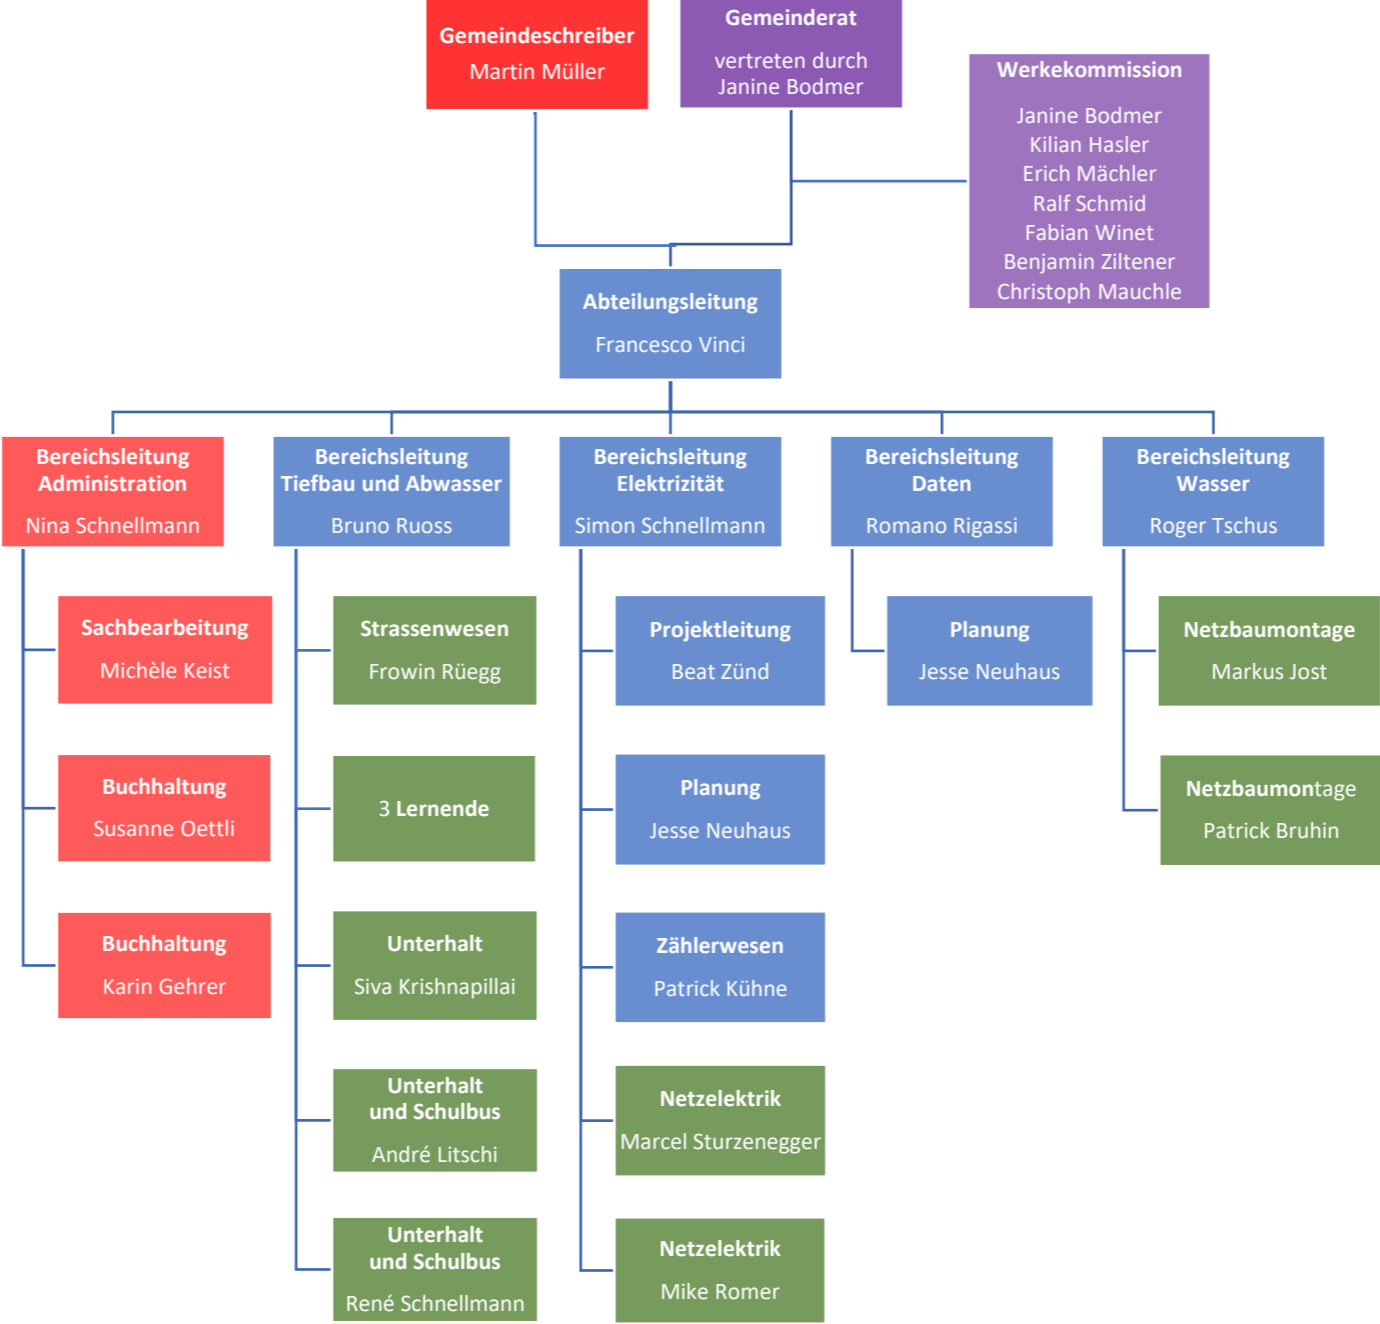 Gemeindeschreiber
Martin Müller
Gemeinderat
vertreten durch
Janine Bodmer
Werkekommission
Janine Bodmer
Kilian Hasler
Erich Mächler
Ralf Schmid
Fabian Winet
Benjamin Ziltener
Christoph Mauchle
Abteilungsleitung
Francesco Vinci
Bereichsleitung
Administration
Nina Schnellmann
Sachbearbeitung
Michèle Keist
Buchhaltung
Susanne Oettli
Buchhaltung
Karin Gehrer
Bereichsleitung
Tiefbau und Abwasser
Bruno Ruoss
Strassenwesen
Frowin Rüegg
3 Lernende
Unterhalt
Siva Krishnapillai
Unterhalt
und Schulbus
André Litschi
Unterhalt
und Schulbus
René Schnellmann
Bereichsleitung
Elektrizität
Simon Schnellmann
Projektleitung
Beat Zünd
Planung
Jesse Neuhaus
Zählerwesen
Patrick Kühne
Netzelektrik
Marcel Sturzenegger
Netzelektrik
Mike Romer
Bereichsleitung
Daten
Romano Rigassi
Planung
Jesse Neuhaus
Bereichsleitung
Wasser
Roger Tschus
Netzbaumontage
Markus Jost
Netzbaumontage
Patrick Bruhin